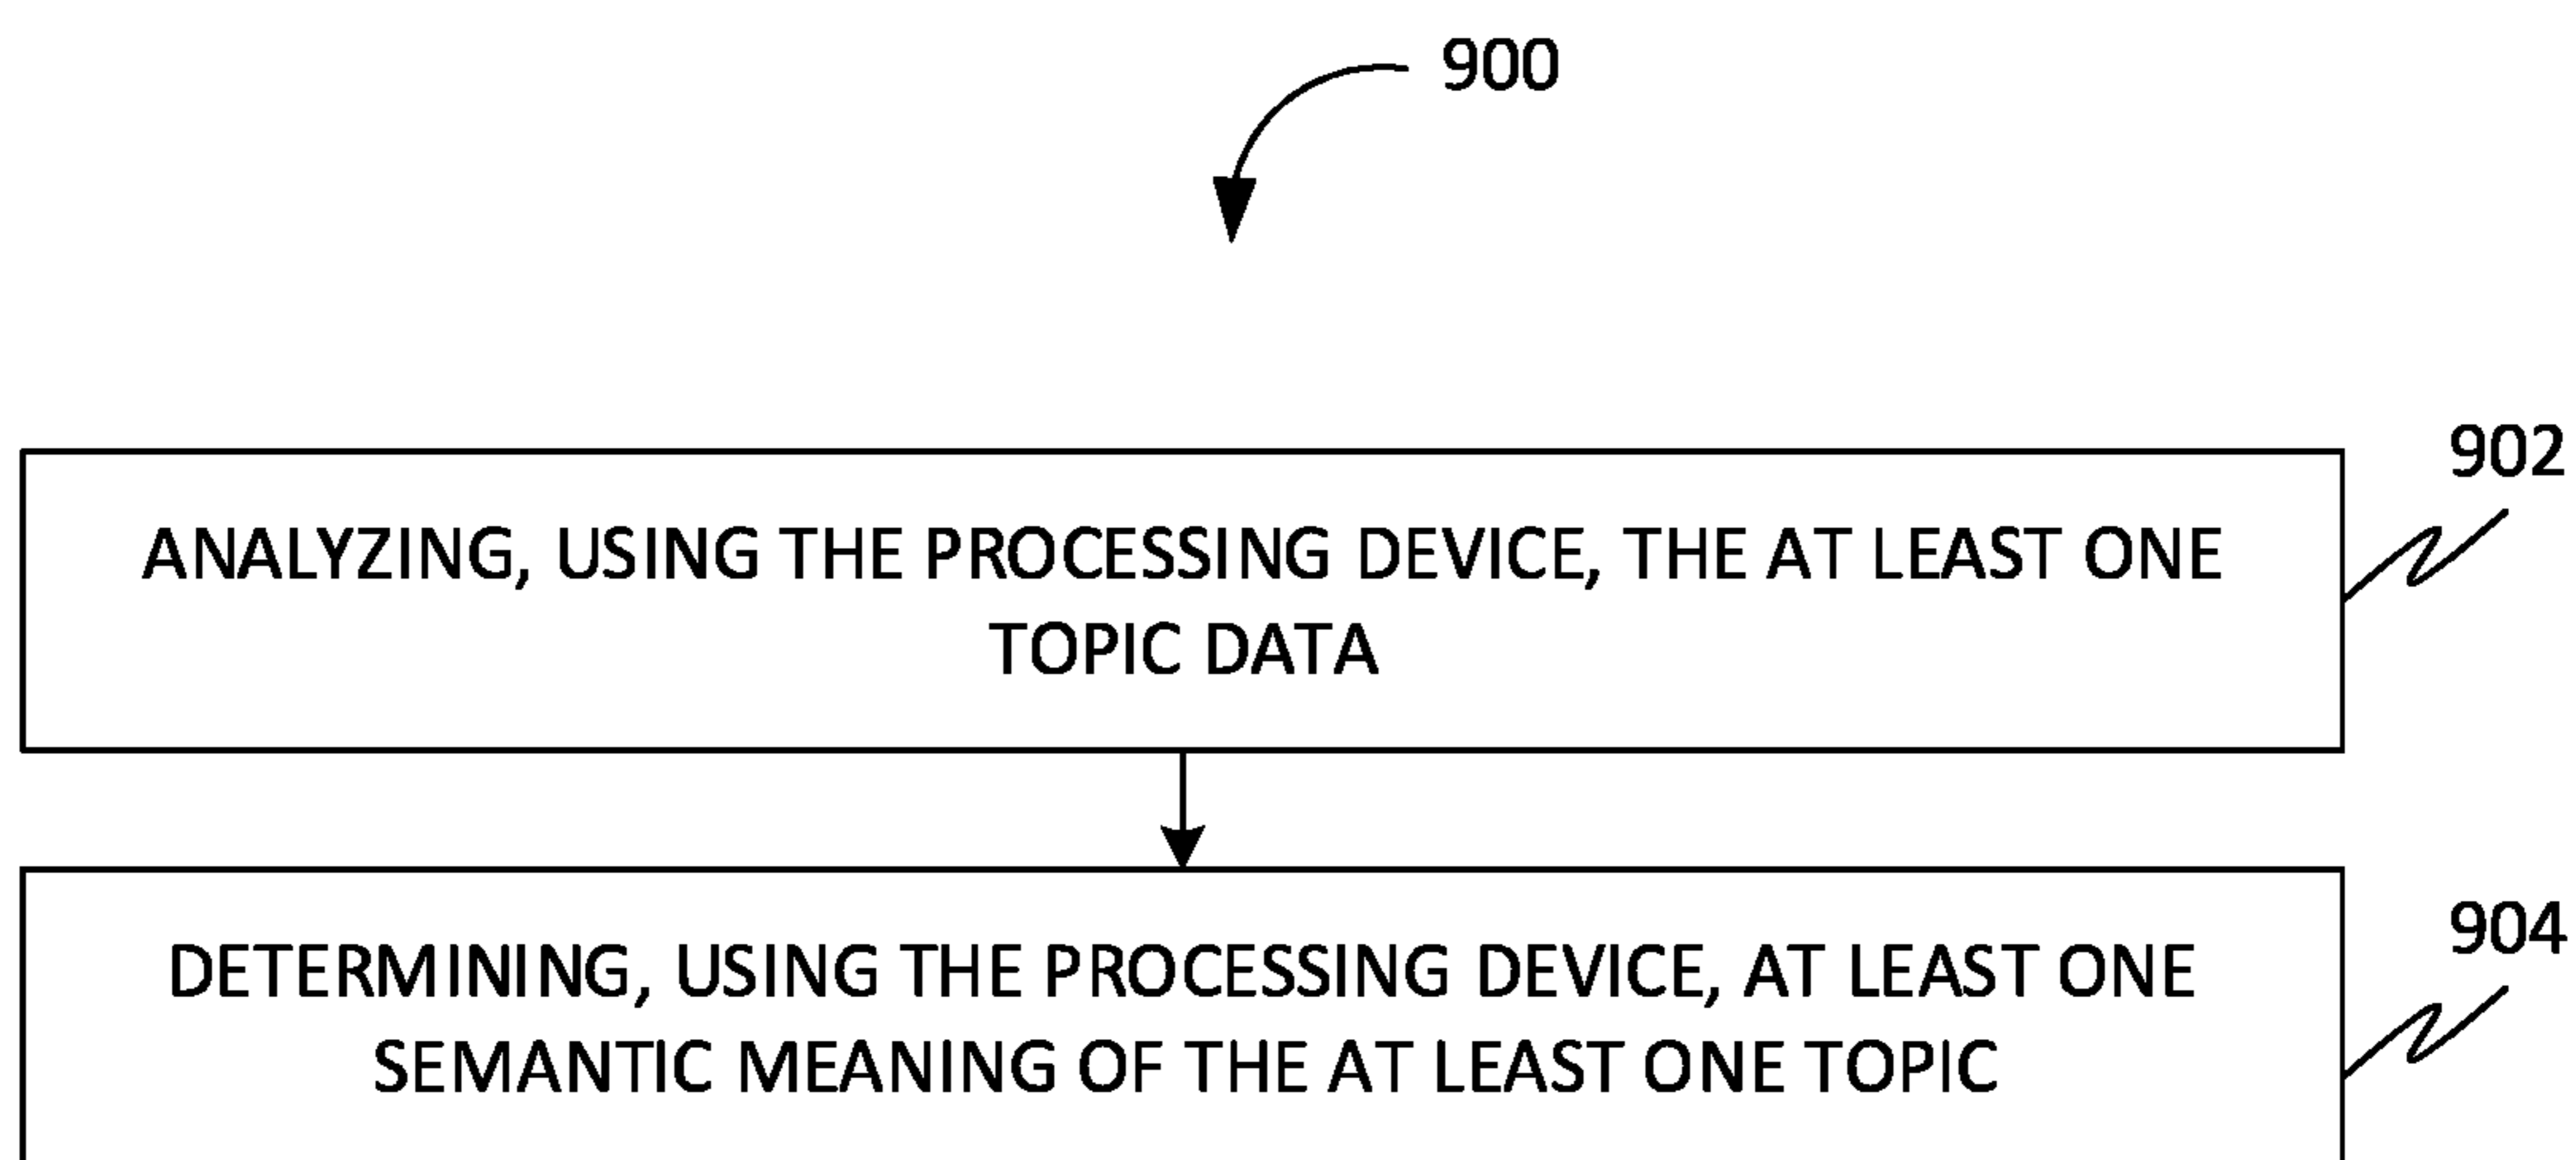 900
902
ANALYZING, USING THE PROCESSING DEVICE, THE AT LEAST ONE
TOPIC DATA
904
DETERMINING, USING THE PROCESSING DEVICE, AT LEAST ONE
SEMANTIC MEANING OF THE AT LEAST ONE TOPIC